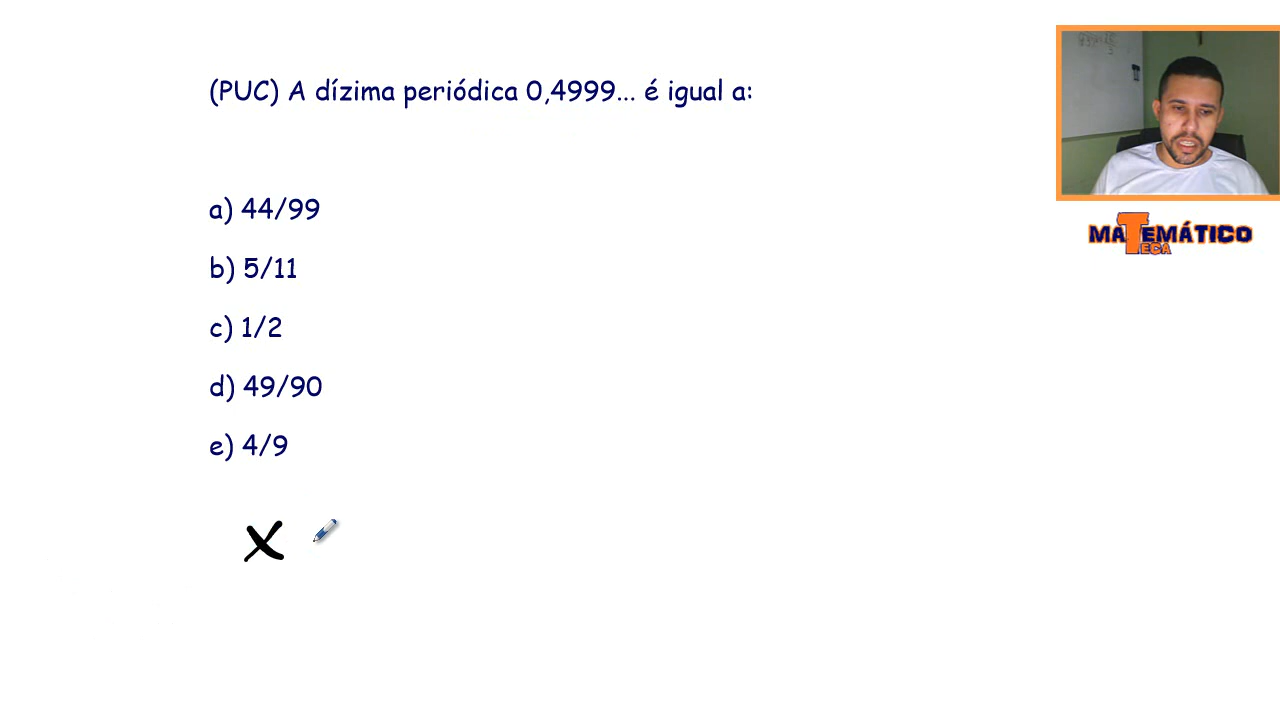 (PUC) A dízima periódica 0,4999... é igual a:
a) 44/99
b) 5/11
c) 1/2
d) 49/90
e) 4/9
x
MATEMÁTICO
TECA